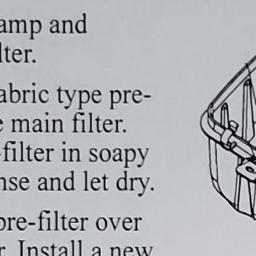 amp and
lter.
abric type pre-
e main filter.
-filter in soapy
nse and let dry.
pre-filter over
r. Install a new